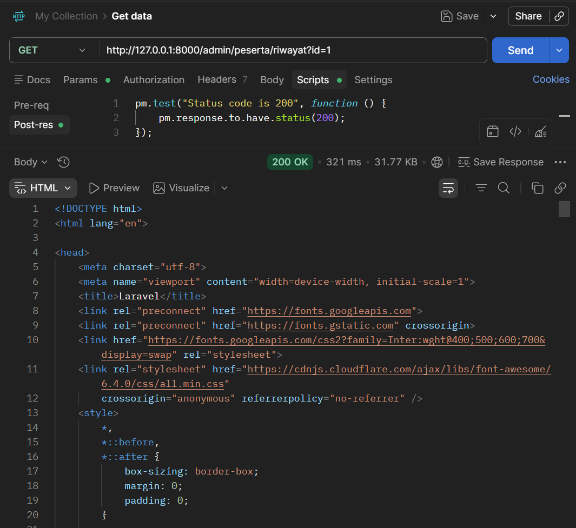 HTTP My Collection > Get data Save Share
GET http://127.0.0.1:8000/admin/peserta/riwayat?id=1 Send
Docs Params Authorization Headers 7 Body Scripts Settings Cookies
Pre-req
Post-res
1 pm.test("Status code is 200", function () {
2 pm.response.to.have.status(200);
3 });
Body 200 OK 321 ms 31.77 KB Save Response
HTML Preview Visualize
1 <!DOCTYPE html>
2 <html lang="en">
3
4 <head>
5 <meta charset="utf-8">
6 <meta name="viewport" content="width=device-width, initial-scale=1">
7 <title>Laravel</title>
8 <link rel="preconnect" href="https://fonts.googleapis.com">
9 <link rel="preconnect" href="https://fonts.gstatic.com" crossorigin>
10 <link href="https://fonts.googleapis.com/css2?family=Inter:wght@400;500;600;700&
display=swap" rel="stylesheet">
11 <link rel="stylesheet" href="https://cdnjs.cloudflare.com/ajax/libs/font-awesome/
6.4.0/css/all.min.css"
12 crossorigin="anonymous" referrerpolicy="no-referrer" />
13 <style>
14 *,
15 *::before,
16 *::after {
17 box-sizing: border-box;
18 margin: 0;
19 padding: 0;
20 {